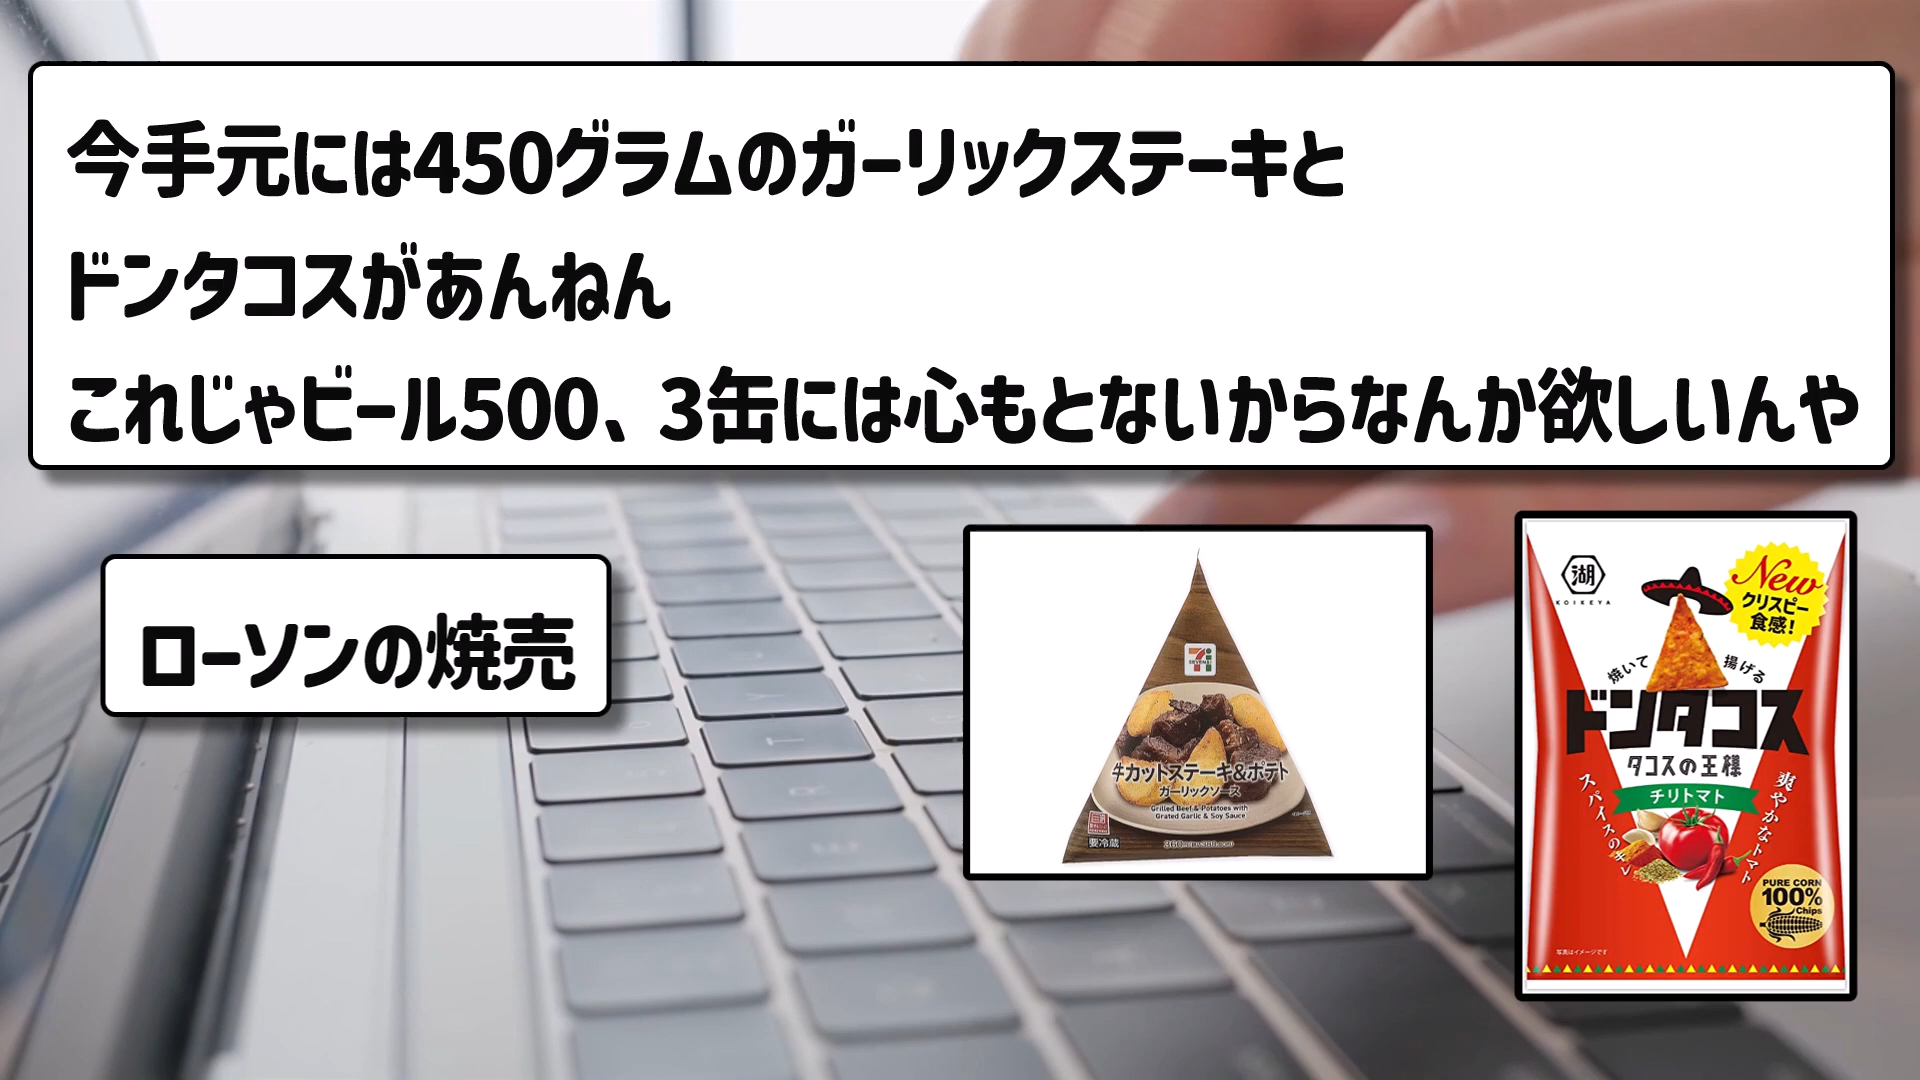 今手元には450グラムのガーリックステーキと
ドンタコスがあんねん
これじゃビール500、3缶には心もとないからなんか欲しいんや
ローソンの焼売
牛カットステーキ&ポテト
ガーリックソース
Grilled Beef & Potatoes with
Grated Garlic & Soy Sauce
要冷蔵
湖
KOIKEYA
New
クリスピー
食感!
焼いて
揚げる
ドンタコス
タコスの王様
チリトマト
スパイスのキレ
爽やかなトマト
PURE CORN
100%
Chips
写真はイメージです